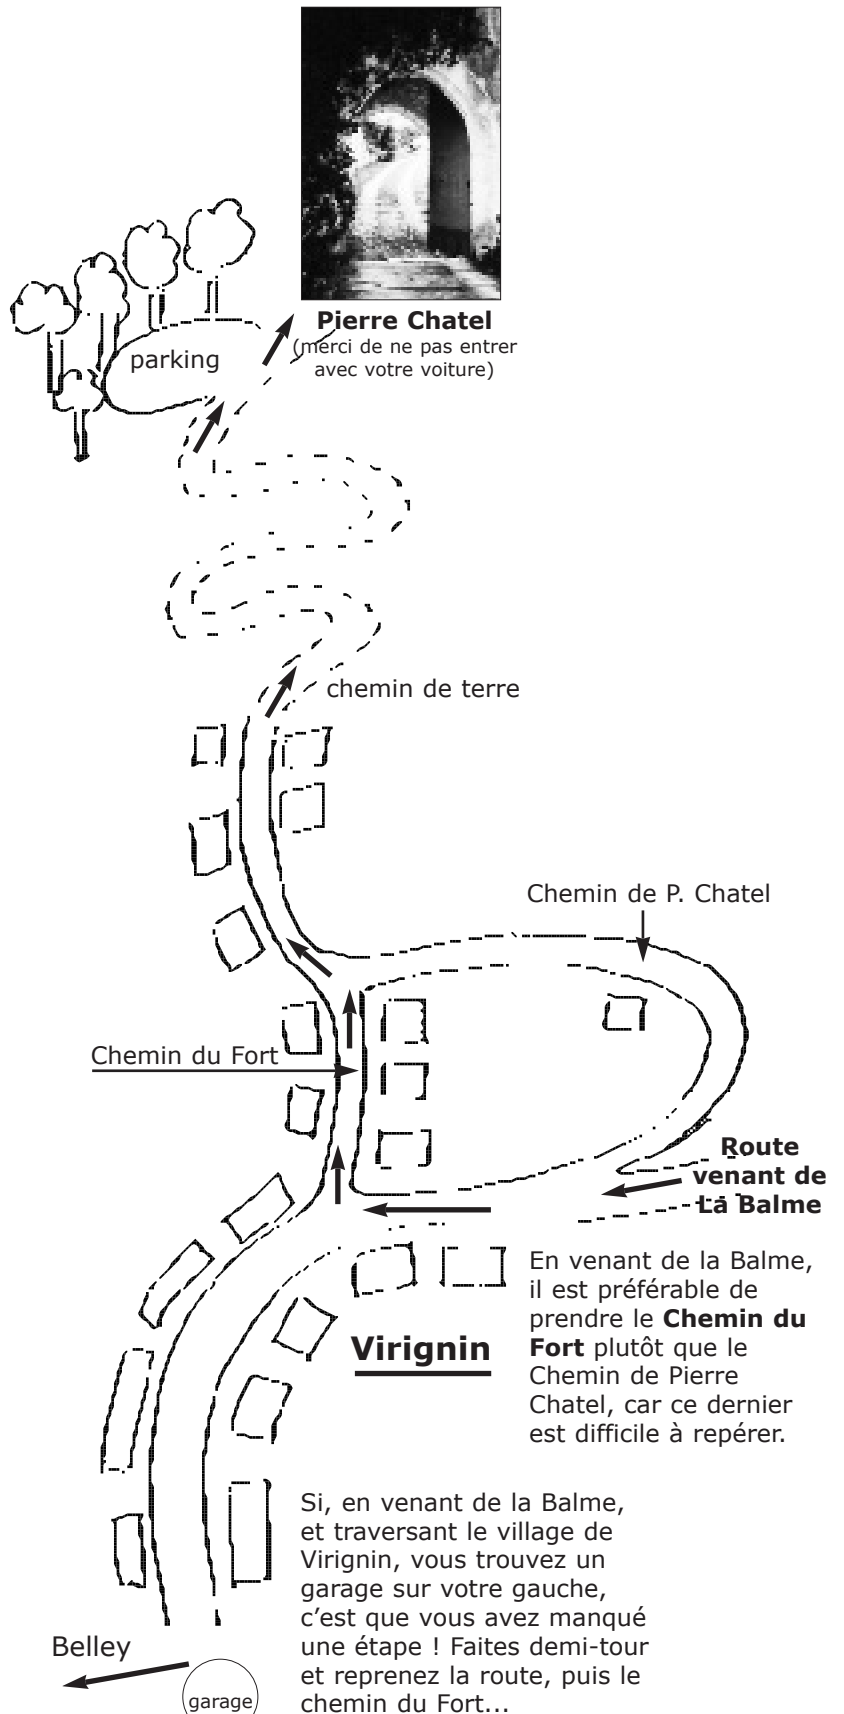 Pierre Chatel
(merci de ne pas entrer
avec votre voiture)
parking
chemin de terre
Chemin de P. Chatel
Chemin du Fort
Route
venant de
La Balme
En venant de la Balme,
il est préférable de
prendre le Chemin du
Fort plutôt que le
Chemin de Pierre
Chatel, car ce dernier
est difficile à repérer.
Virignin
Si, en venant de la Balme,
et traversant le village de
Virignin, vous trouvez un
garage sur votre gauche,
c’est que vous avez manqué
une étape ! Faites demi-tour
et reprenez la route, puis le
chemin du Fort...
Belley
garage